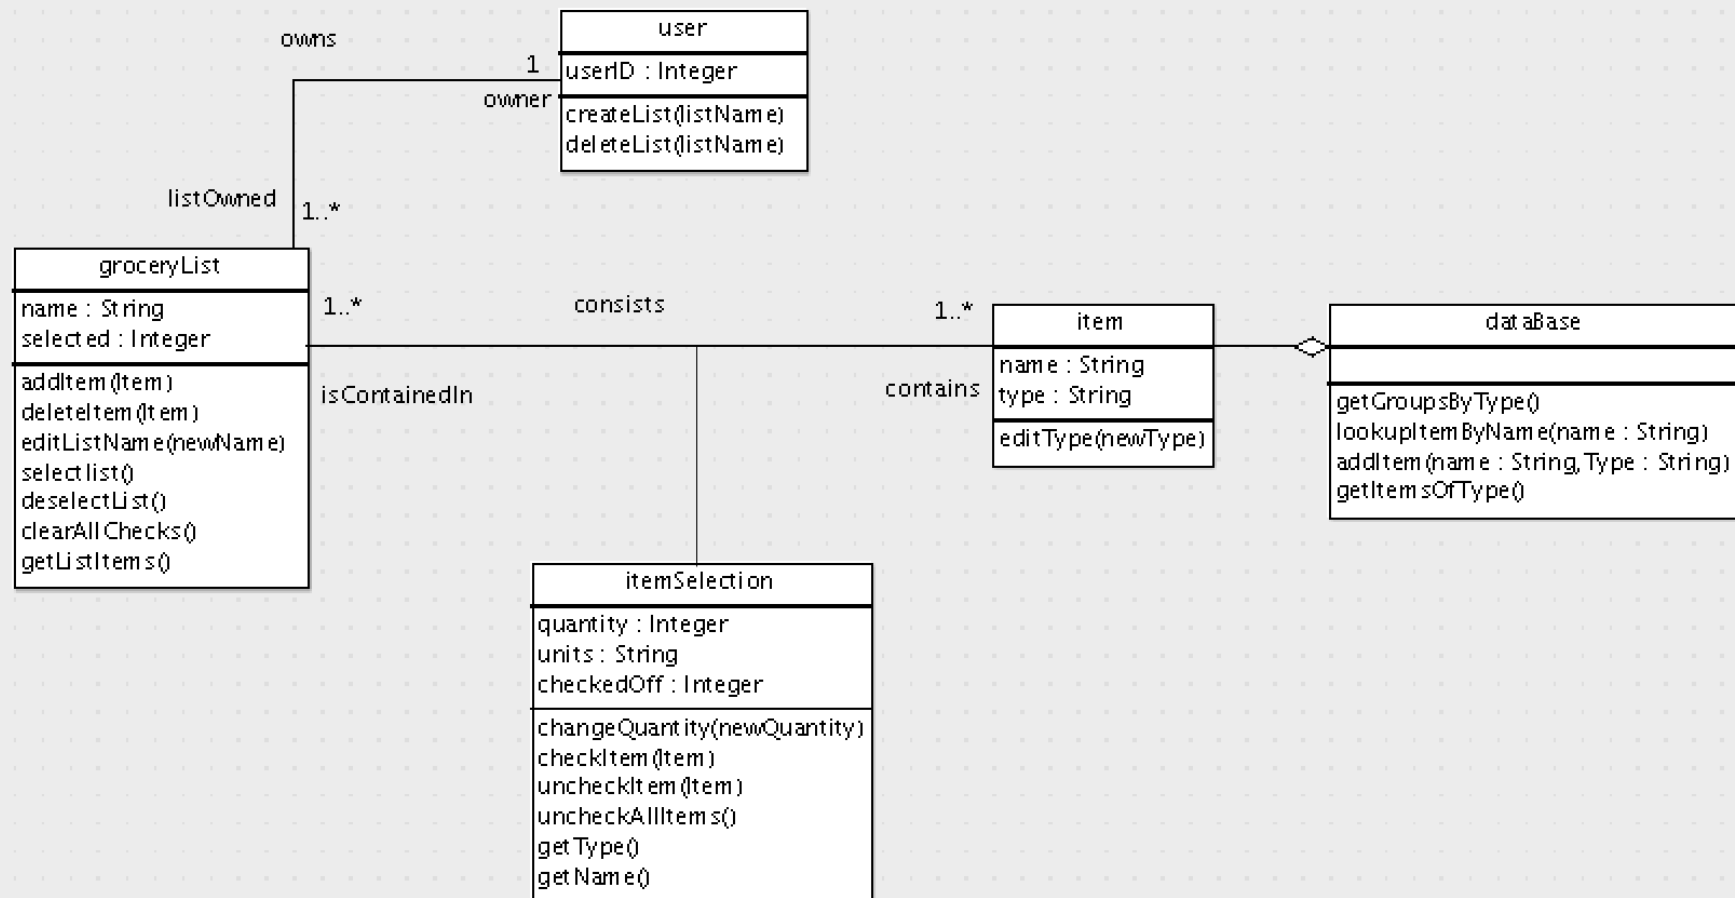 owns
user
1
userID : Integer
owner
createList(listName)
deleteList(listName)
listOwned
1..*
groceryList
name : String
selected : Integer
addItem(Item)
deleteItem(Item)
editListName(newName)
selectlist()
deselectList()
clearAllChecks()
getListItems()
1..*
consists
1..*
isContainedIn
contains
item
name : String
type : String
editType(newType)
dataBase
getGroupsByType()
lookupItemByName(name : String)
addItem(name : String,Type : String)
getItemsOfType()
itemSelection
quantity : Integer
units : String
checkedOff : Integer
changeQuantity(newQuantity)
checkItem(Item)
uncheckItem(Item)
uncheckAllItems()
getType()
getName()